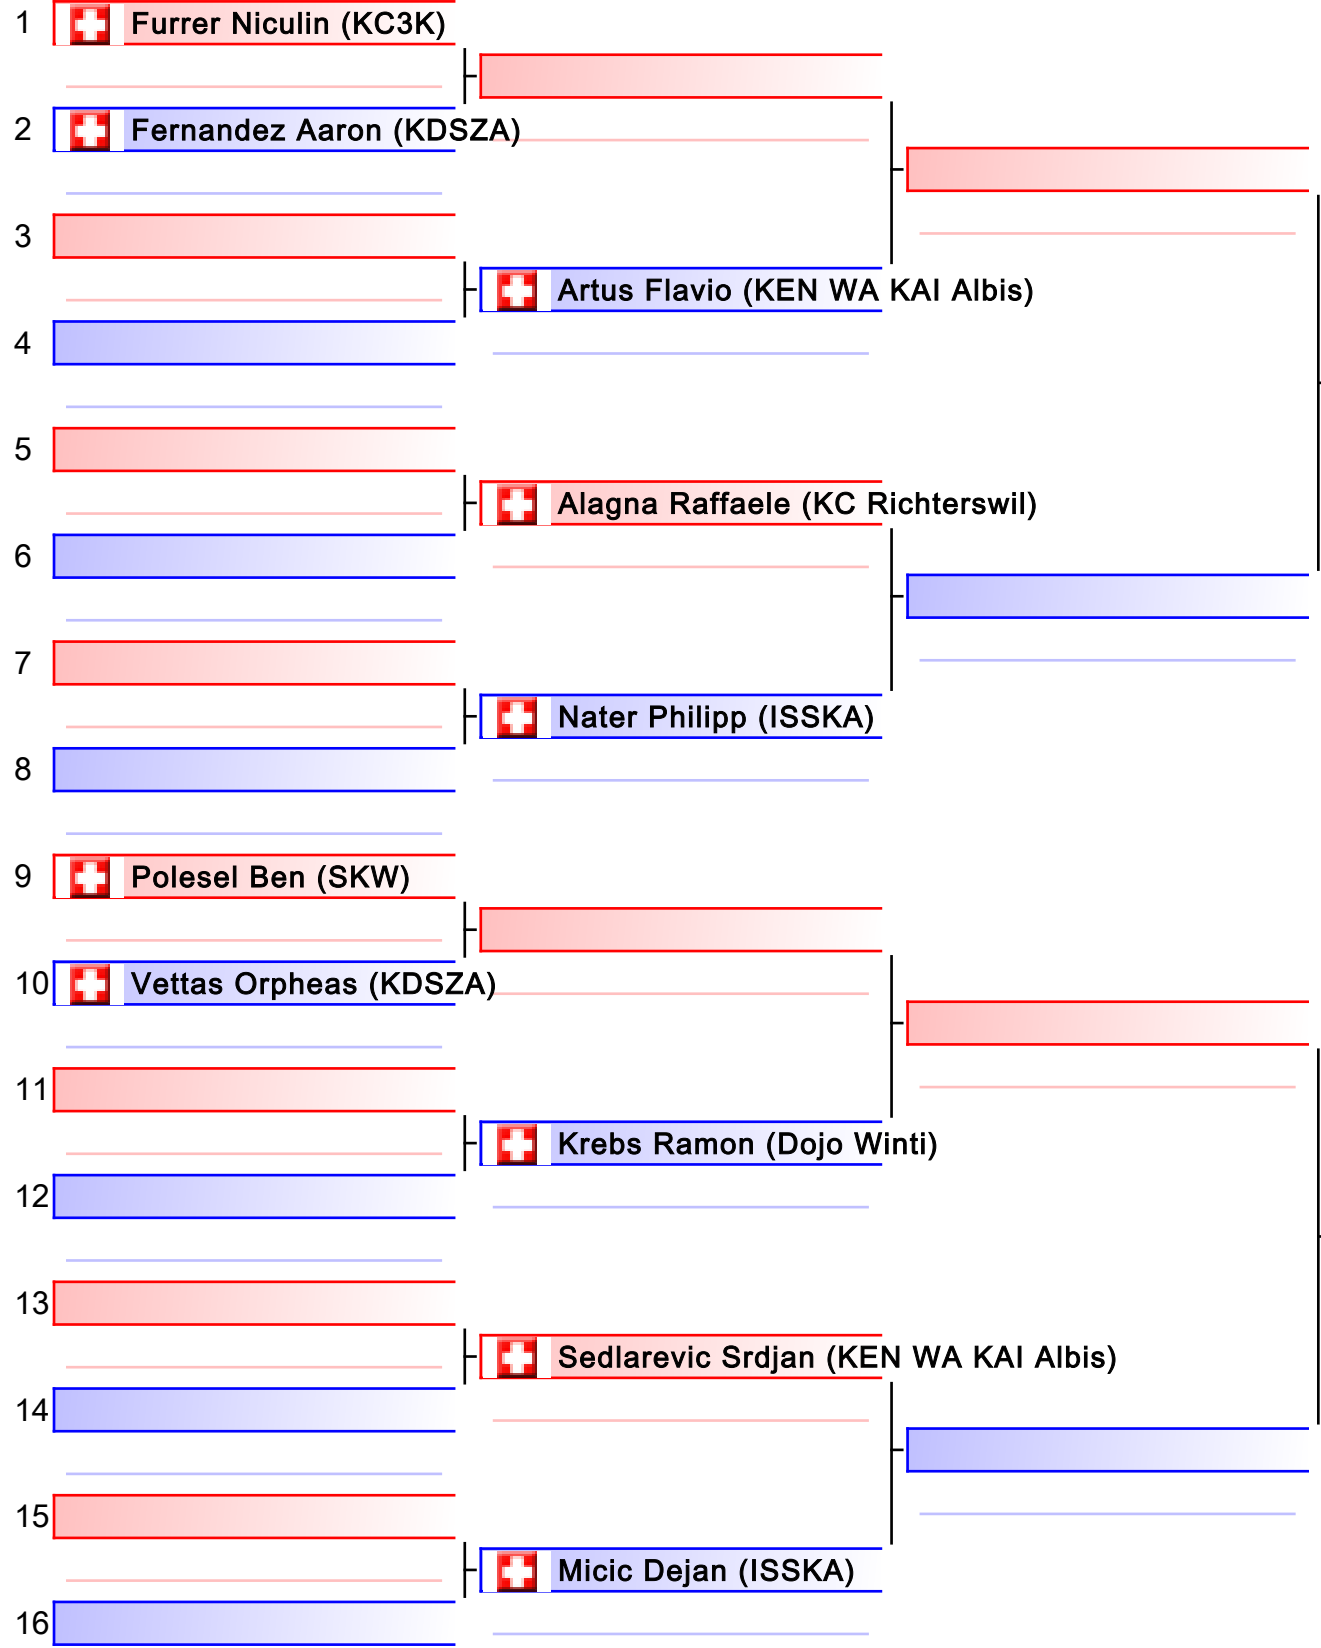 1 Furrer Niculin (KC3K)
2 Fernandez Aaron (KDSZA)
3
Artus Flavio (KEN WA KAI Albis)
4
5
Alagna Raffaele (KC Richterswil)
6
7
Nater Philipp (ISSKA)
8
9 Polesel Ben (SKW)
10 Vettas Orpheas (KDSZA)
11
Krebs Ramon (Dojo Winti)
12
13
Sedlarevic Srdjan (KEN WA KAI Albis)
14
15
Micic Dejan (ISSKA)
16